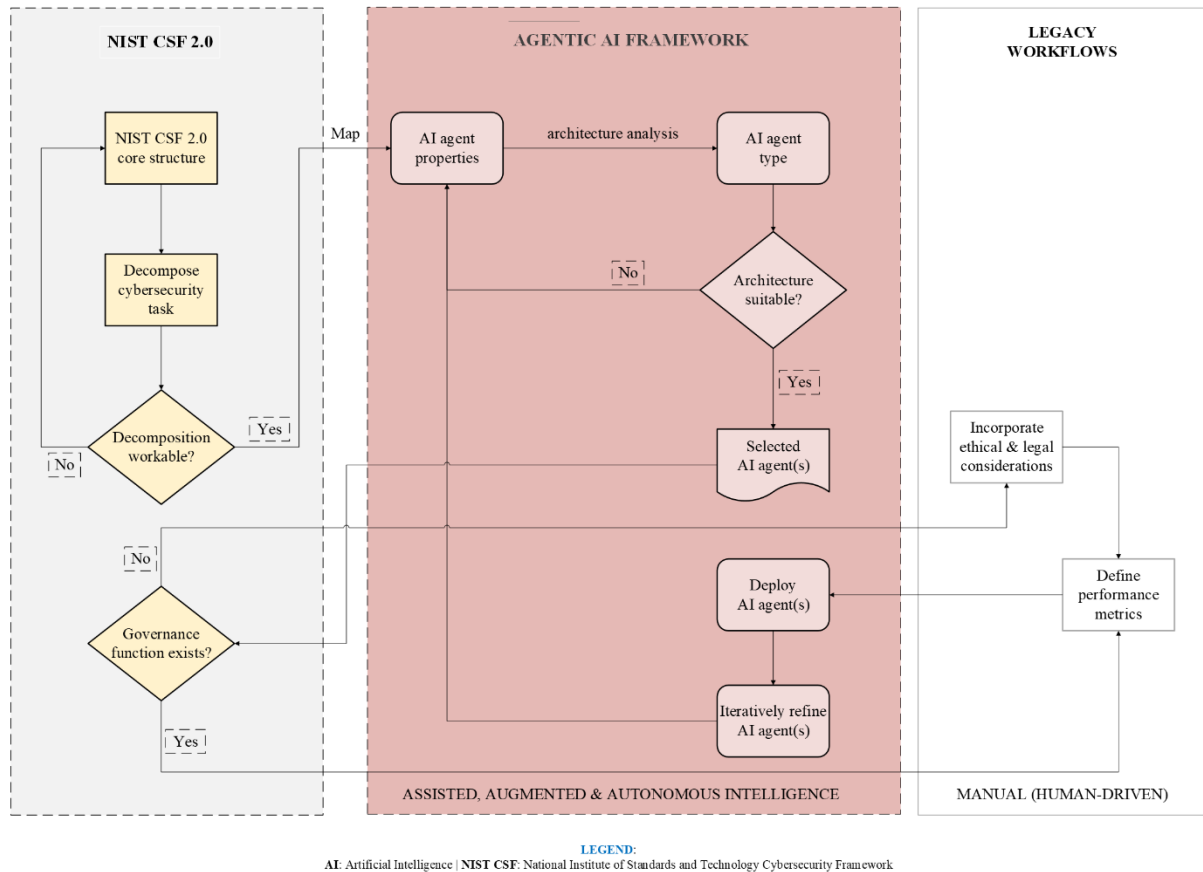 NIST CSF 2.0
AGENTIC AI FRAMEWORK
LEGACY
WORKFLOWS
NIST CSF 2.0
core structure
Map
AI agent
properties
architecture analysis
AI agent
type
Decompose
cybersecurity
task
No
Architecture
suitable?
Yes
Decomposition
workable?
Yes
No
Selected
AI agent(s)
Incorporate
ethical & legal
considerations
No
Governance
function exists?
Yes
Deploy
AI agent(s)
Define
performance
metrics
Iteratively refine
AI agent(s)
ASSISTED, AUGMENTED & AUTONOMOUS INTELLIGENCE
MANUAL (HUMAN-DRIVEN)
LEGEND:
AI: Artificial Intelligence | NIST CSF: National Institute of Standards and Technology Cybersecurity Framework